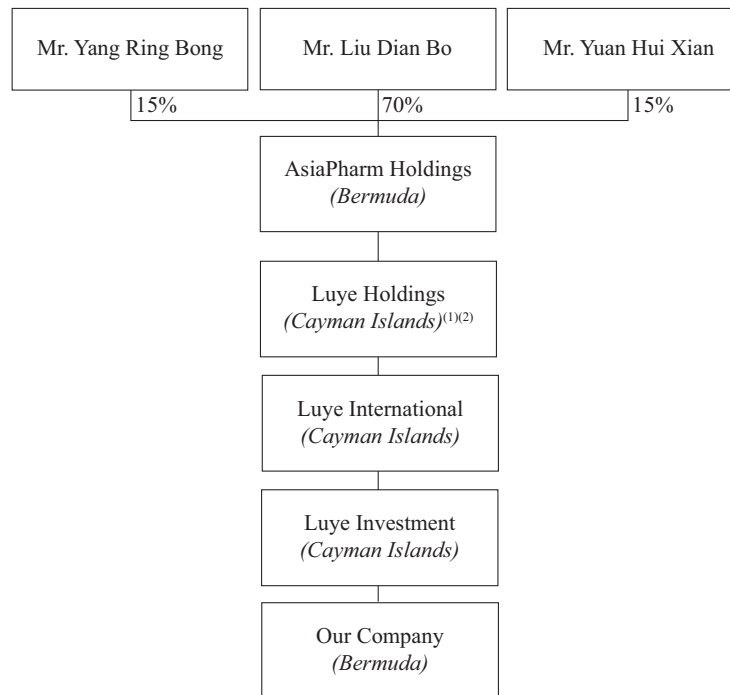 Mr. Yang Ring Bong
Mr. Liu Dian Bo
Mr. Yuan Hui Xian
15%
70%
15%
AsiaPharm Holdings
(Bermuda)
Luye Holdings
(Cayman Islands)(1)(2)
Luye International
(Cayman Islands)
Luye Investment
(Cayman Islands)
Our Company
(Bermuda)